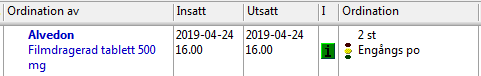 Ordination av Insatt Utsatt I Ordination
Alvedon 2019-04-24 2019-04-24 2 st
Filmdragerad tablett 500 16.00 16.00 i Engångs po
mg